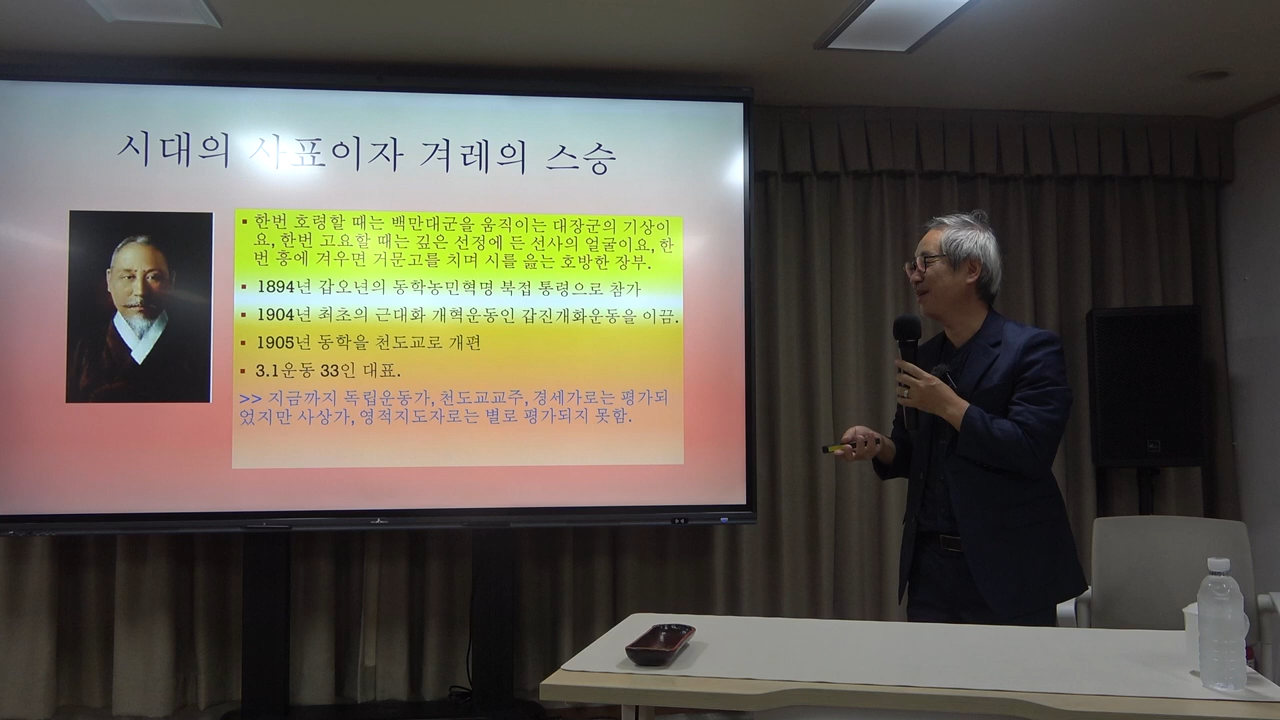 시대의 사표이자 겨레의 스승
▪ 한번 호령할 때는 백만대군을 움직이는 대장군의 기상이
요, 한번 고요할 때는 깊은 선정에 든 선사의 얼굴이요, 한
번 흥에 겨우면 거문고를 치며 시를 읊는 호방한 장부.
▪ 1894년 갑오년의 동학농민혁명 북접 통령으로 참가
▪ 1904년 최초의 근대화 개혁운동인 갑진개화운동을 이끔.
▪ 1905년 동학을 천도교로 개편
▪ 3.1운동 33인 대표.
>> 지금까지 독립운동가, 천도교교주, 경세가로는 평가되
었지만 사상가, 영적지도자로는 별로 평가되지 못함.